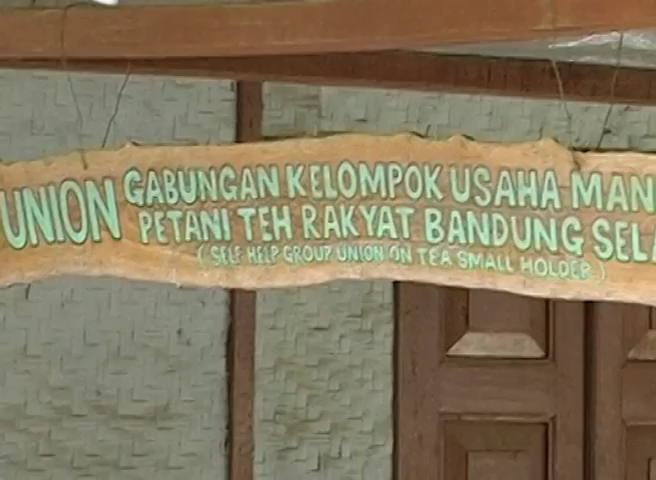 UNION GABUNGAN KELOMPOK USAHA MAN
PETANI TEH RAKYAT BANDUNG SELA
( SELF HELP GROUP UNION ON TEA SMALL HOLDER )